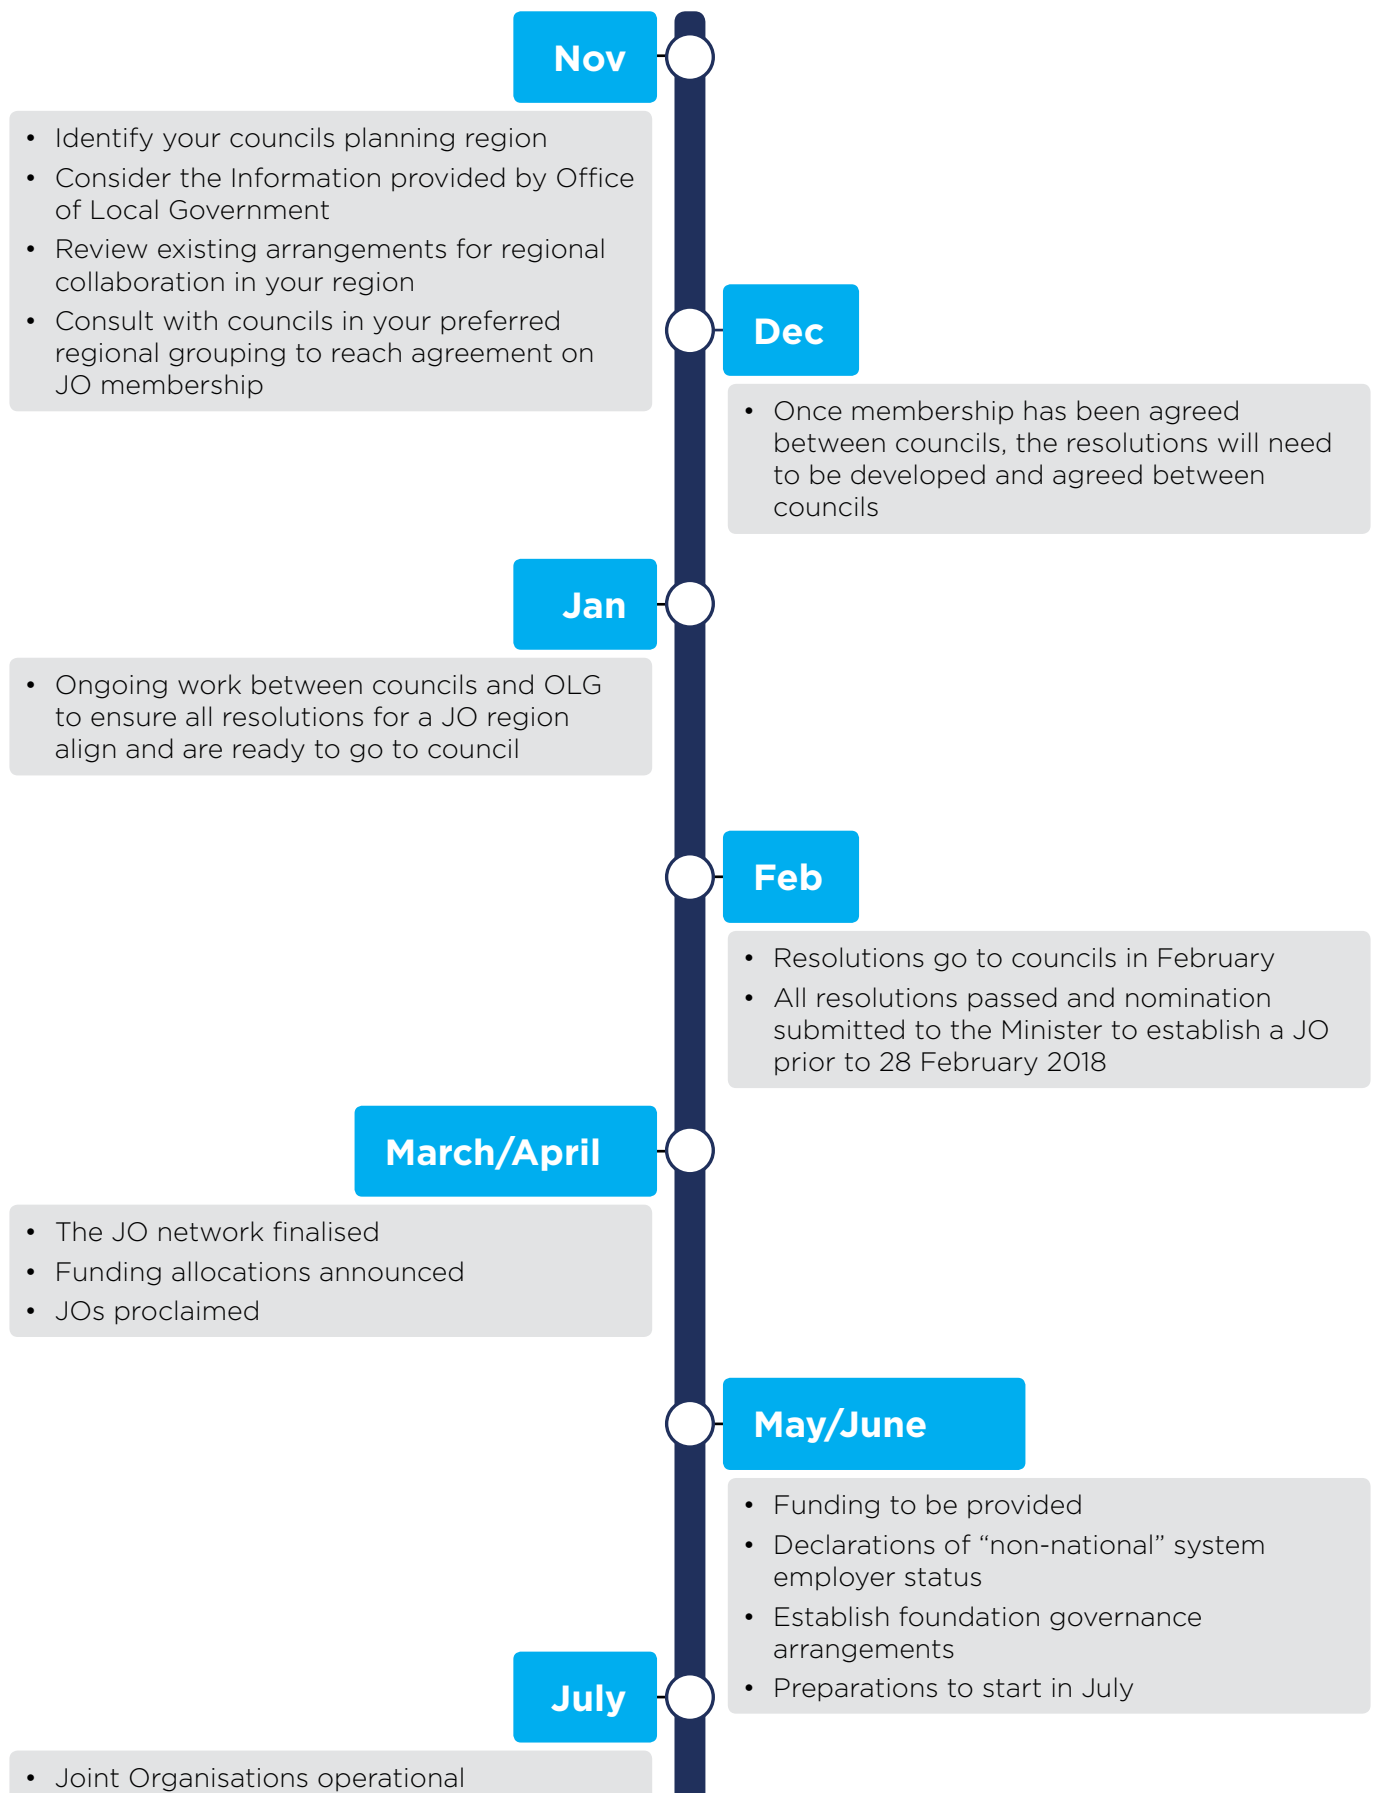 Nov
• Identify your councils planning region
• Consider the Information provided by Office
of Local Government
• Review existing arrangements for regional
collaboration in your region
• Consult with councils in your preferred
regional grouping to reach agreement on
JO membership
Dec
• Once membership has been agreed
between councils, the resolutions will need
to be developed and agreed between
councils
Jan
• Ongoing work between councils and OLG
to ensure all resolutions for a JO region
align and are ready to go to council
Feb
• Resolutions go to councils in February
• All resolutions passed and nomination
submitted to the Minister to establish a JO
prior to 28 February 2018
March/April
• The JO network finalised
• Funding allocations announced
• JOs proclaimed
May/June
• Funding to be provided
• Declarations of “non-national” system
employer status
• Establish foundation governance
arrangements
• Preparations to start in July
July
• Joint Organisations operational